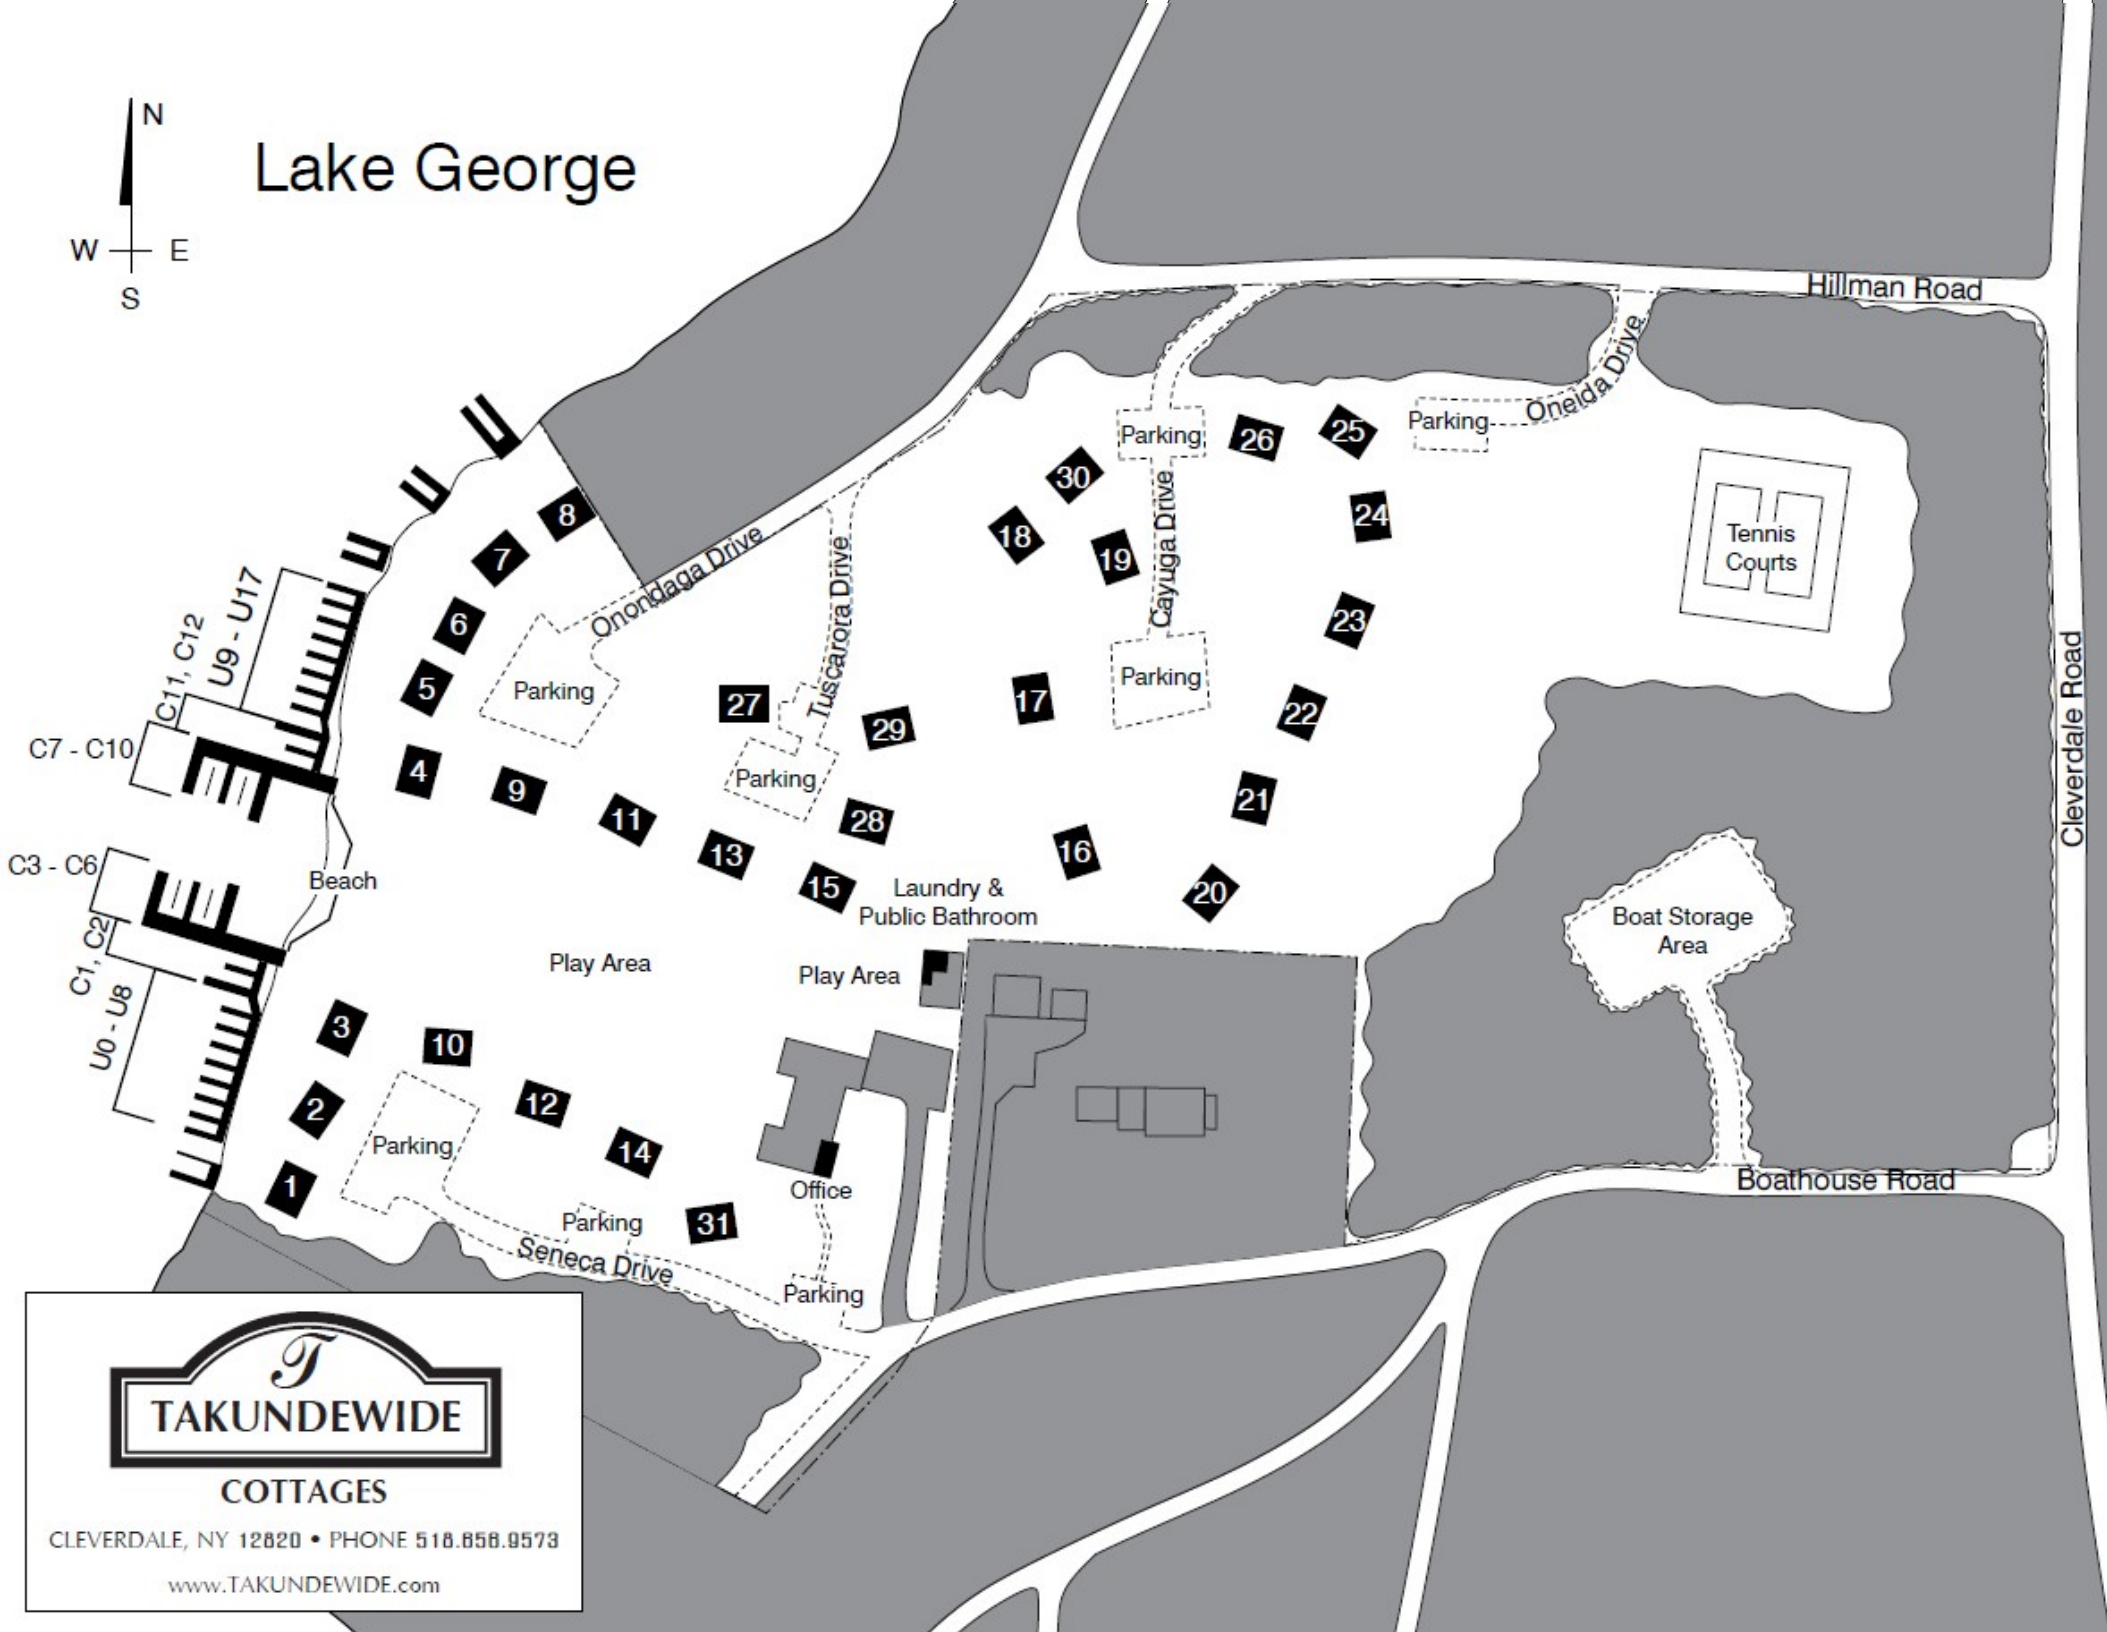 N
W
E
S
Lake George
Hillman Road
Oneida Drive
Parking
Parking
26
25
30
24
8
18
19
7
Cayuga Drive
Tennis
Courts
Onondaga Drive
Tuscarora Drive
6
23
U9 - U17
C11, C12
5
Parking
27
29
17
Parking
22
Cleverdale Road
C7 - C10
4
9
Parking
11
28
21
13
16
C3 - C6
Beach
15
Laundry &
Public Bathroom
20
Boat Storage
Area
C1, C2
Play Area
Play Area
U0 - U8
3
10
2
12
Parking
14
1
Office
Boathouse Road
Parking
31
Seneca Drive
Parking
T
TAKUNDEWIDE
COTTAGES
CLEVERDALE, NY 12820 • PHONE 518.656.9573
www.TAKUNDEWIDE.com